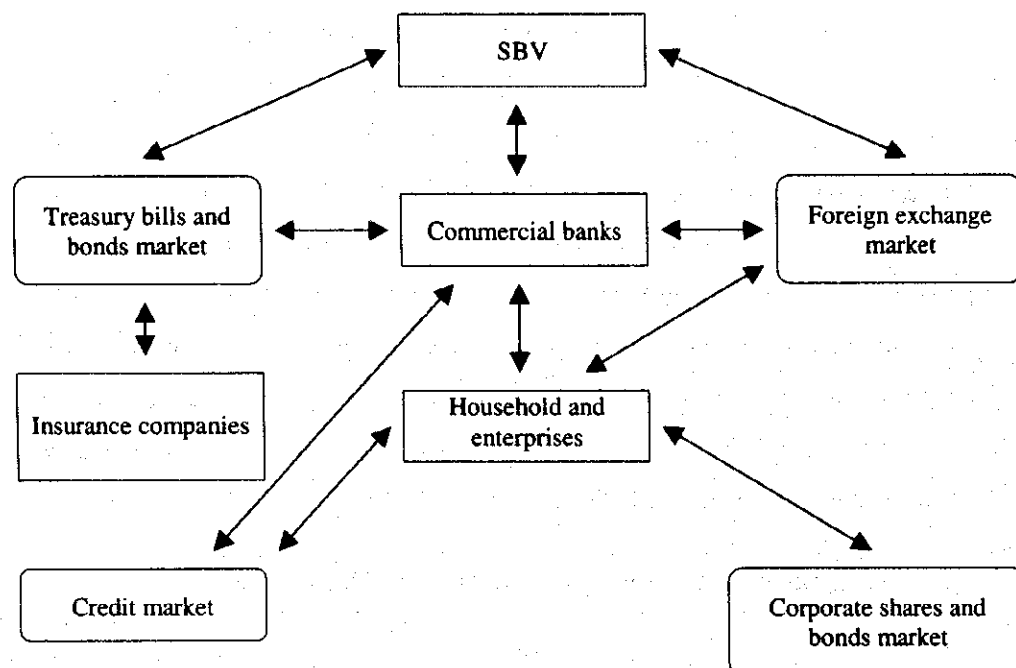 SBV
Treasury bills and
bonds market
Commercial banks
Foreign exchange
market
Insurance companies
Household and
enterprises
Credit market
Corporate shares and
bonds market